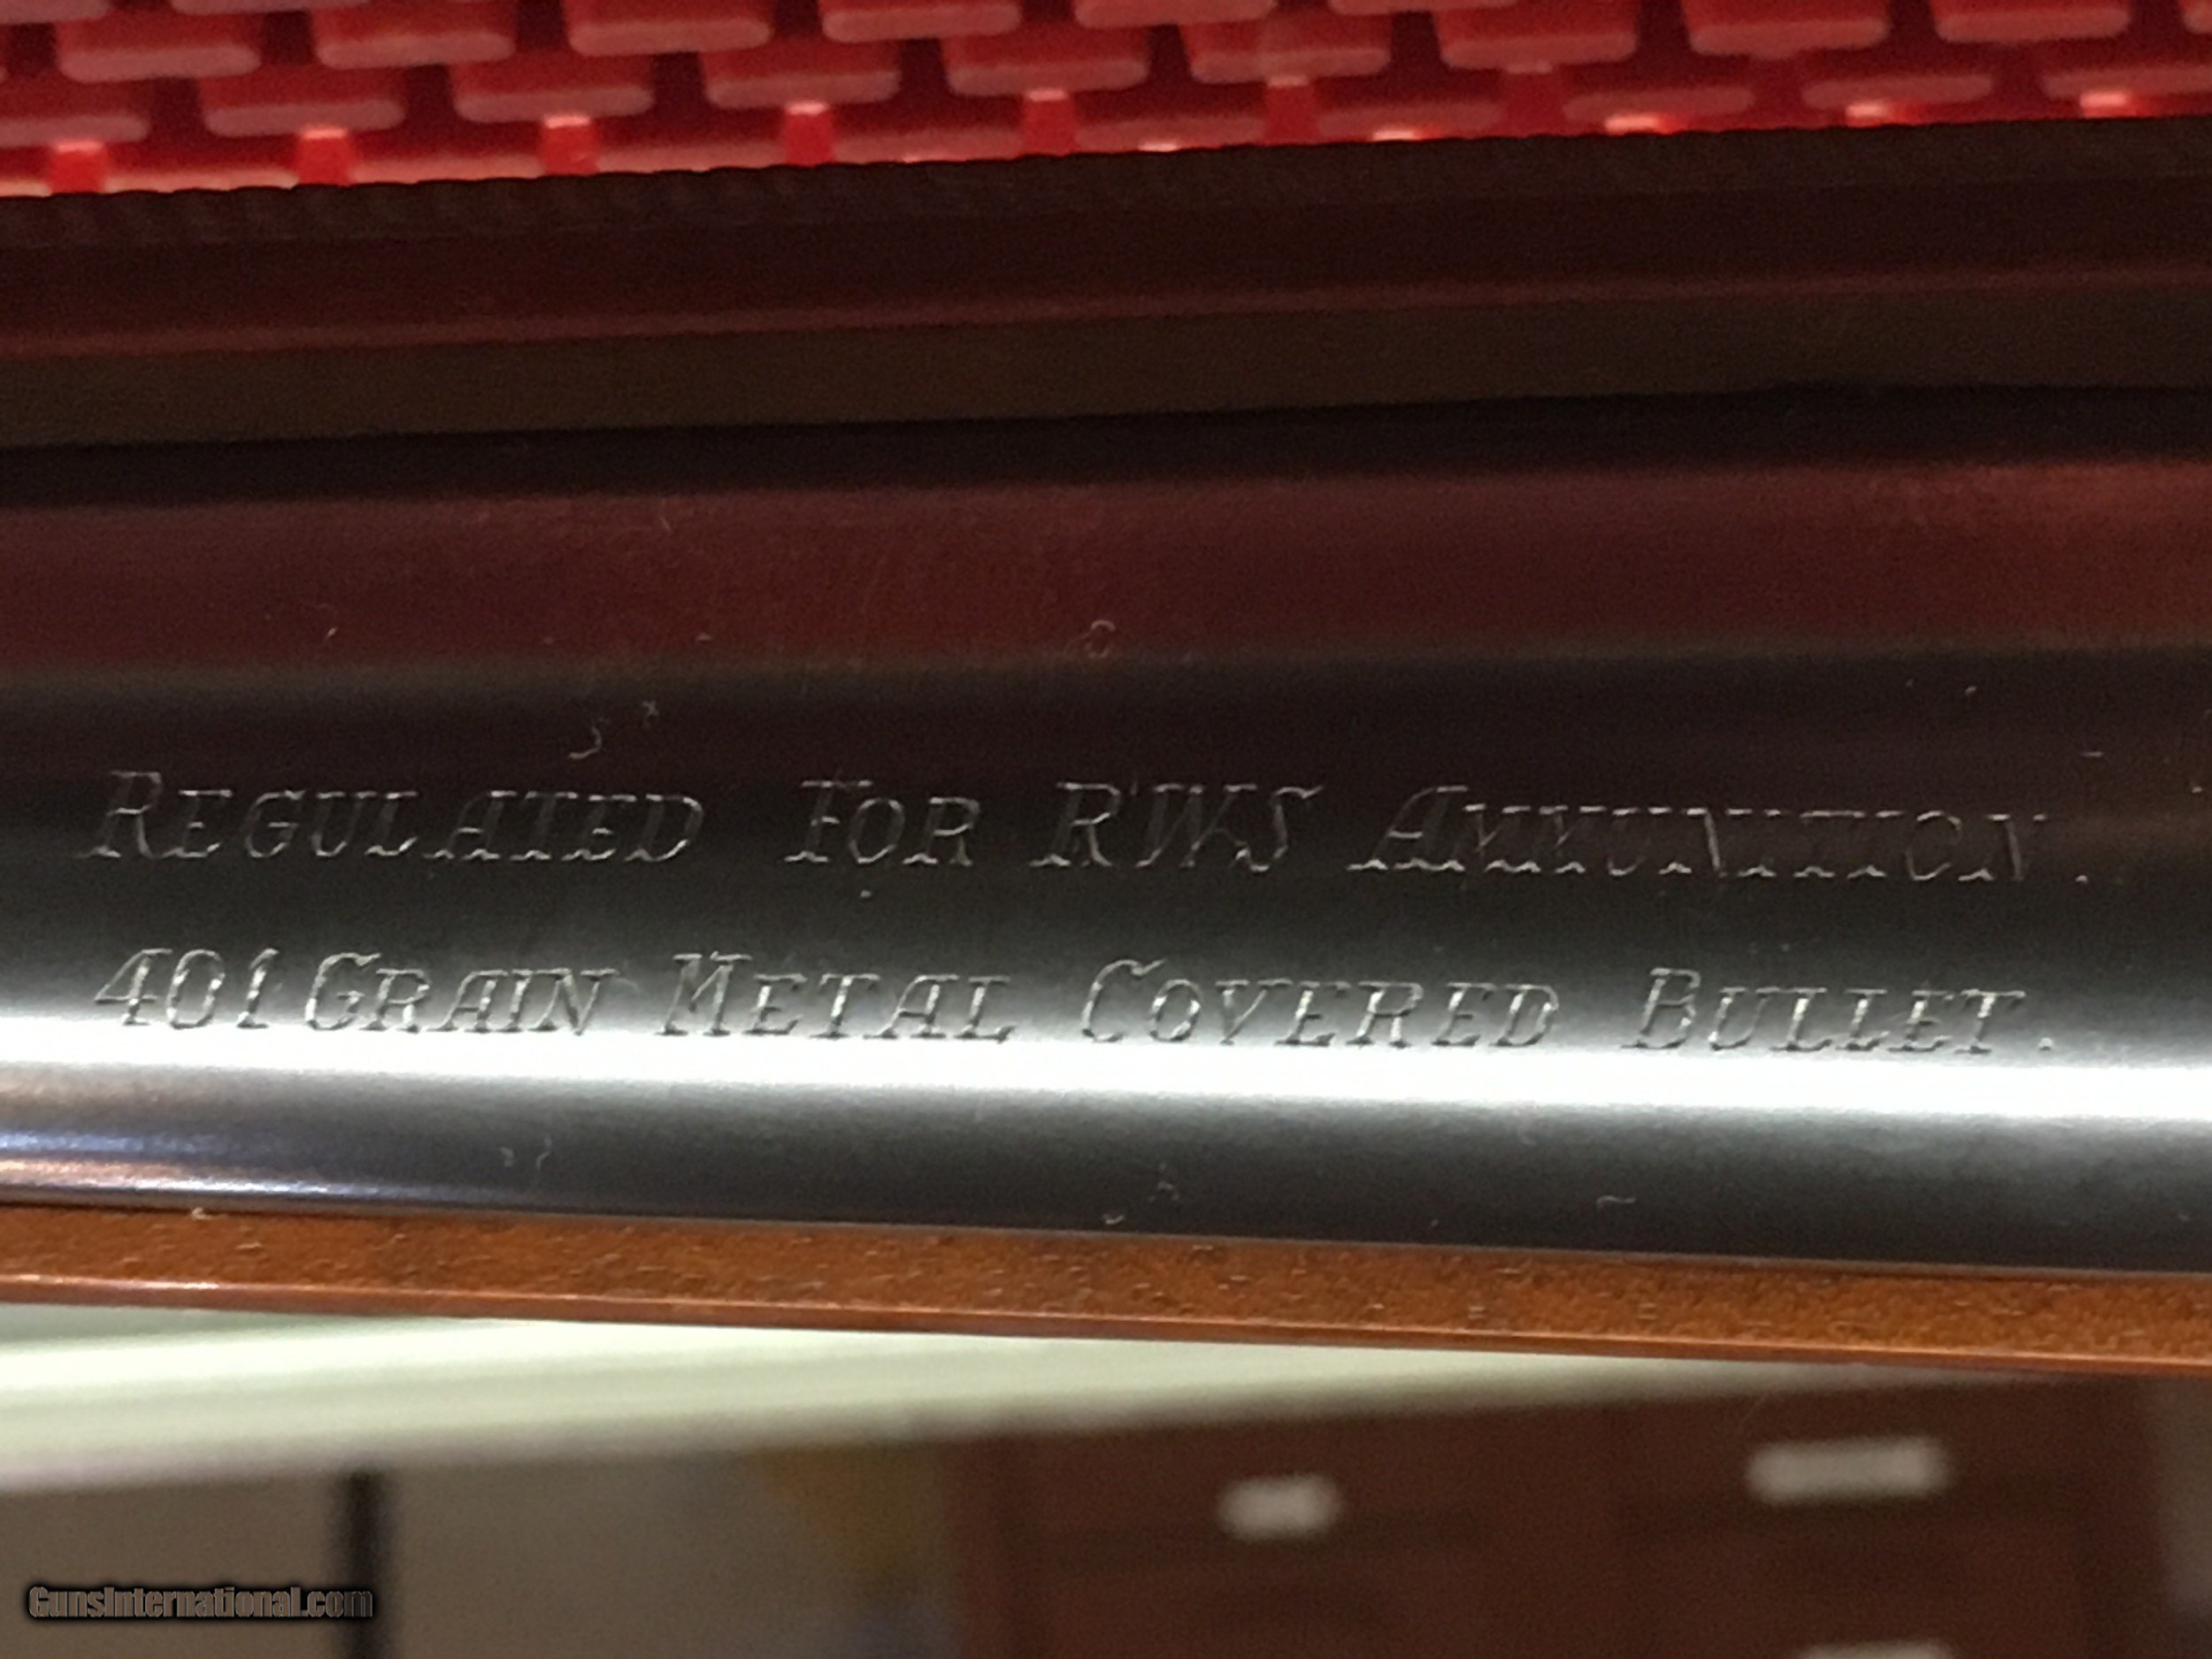 REGULATED FOR RWS AMMUNITION.
401 GRAIN METAL COVERED BULLET.
GunsInternational.com